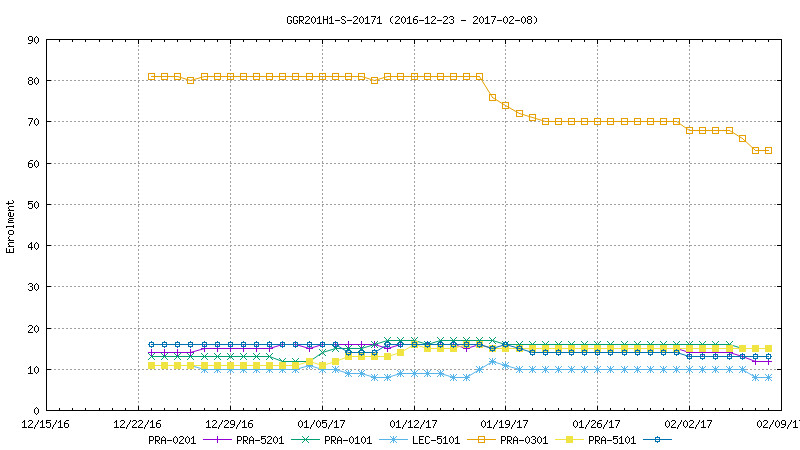 GGR201H1-S-20171 (2016-12-23 - 2017-02-08)
90
80
70
60
50
40
30
20
10
0
Enrolment
12/15/16 12/22/16 12/29/16 01/05/17 01/12/17 01/19/17 01/26/17 02/02/17 02/09/17
PRA-0201 PRA-5201 PRA-0101 LEC-5101 PRA-0301 PRA-5101